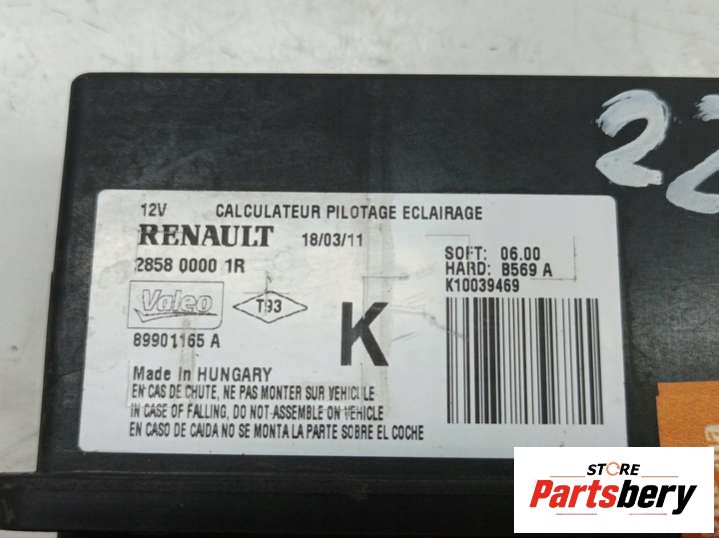 22
12V CALCULATEUR PILOTAGE ECLAIRAGE
RENAULT 18/03/11
SOFT: 06.00
2858 0000 1R
HARD: B569 A
K10039469
Valeo
T93
K
89901165 A
Made In HUNGARY
EN CAS DE CHUTE, NE PAS MONTER SUR VEHICLE
IN CASE OF FALLING, DO NOT ASSEMBLE ON VEHICLE
EN CASO DE CAIDA NO SE MONTA LA PARTE SOBRE EL COCHE
STORE
Partsbery